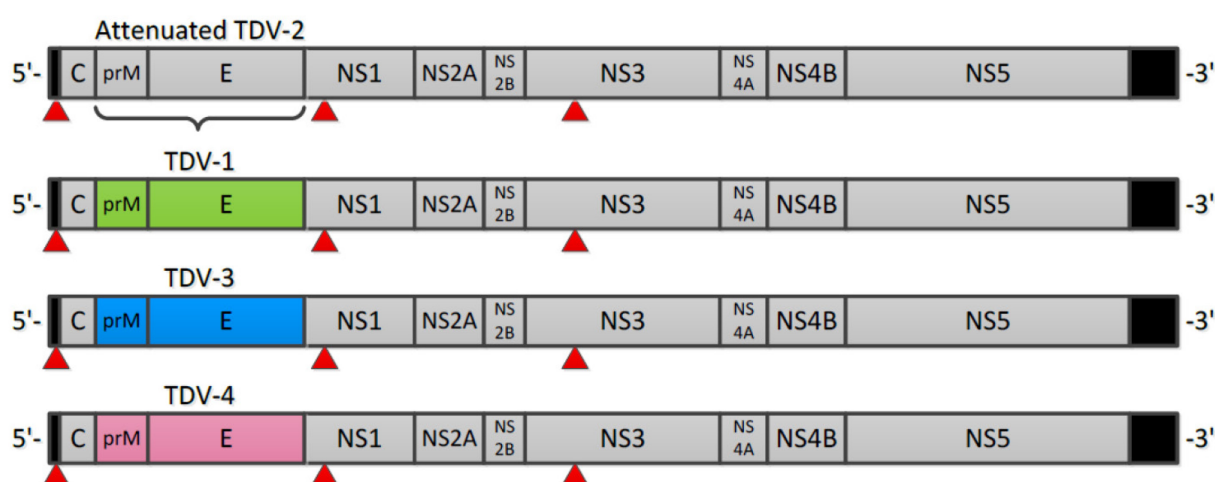 Attenuated TDV-2
5'- C prM E NS1 NS2A NS 2B NS3 NS 4A NS4B NS5 -3'
TDV-1
5'- C prM E NS1 NS2A NS 2B NS3 NS 4A NS4B NS5 -3'
TDV-3
5'- C prM E NS1 NS2A NS 2B NS3 NS 4A NS4B NS5 -3'
TDV-4
5'- C prM E NS1 NS2A NS 2B NS3 NS 4A NS4B NS5 -3'